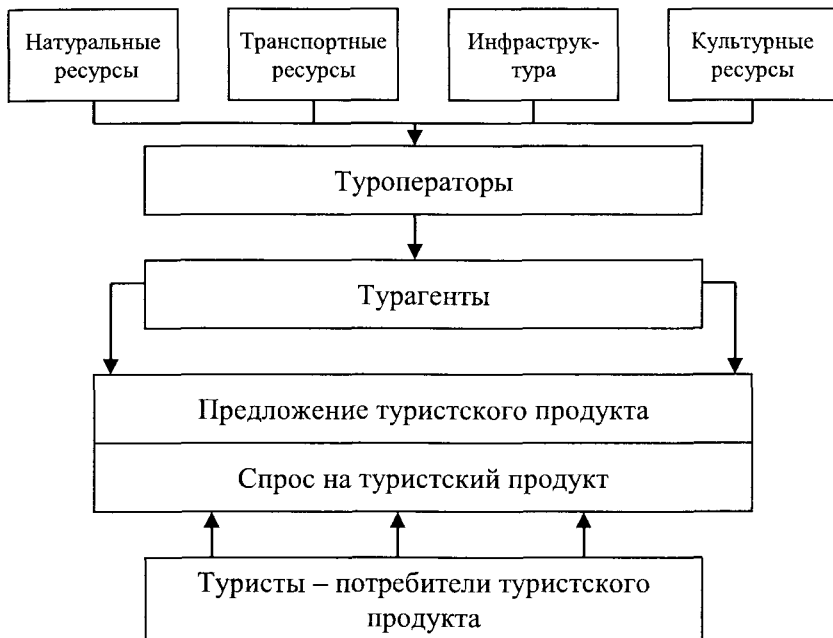 Натуральные
ресурсы
Транспортные
ресурсы
Инфраструк-
тура
Культурные
ресурсы
Туроператоры
Турагенты
Предложение туристского продукта
Спрос на туристский продукт
Туристы – потребители туристского
продукта